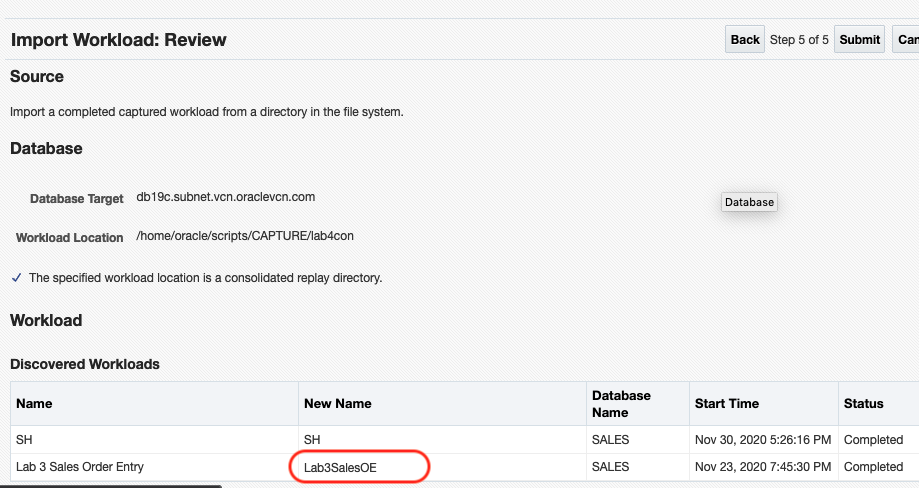 Import Workload: Review
Back Step 5 of 5 Submit
Source
Import a completed captured workload from a directory in the file system.
Database
Database Target db19c.subnet.vcn.oraclevcn.com
Database
Workload Location /home/oracle/scripts/CAPTURE/lab4con
The specified workload location is a consolidated replay directory.
Workload
Discovered Workloads
Name New Name Database Name Start Time Status
SH SH SALES Nov 30, 2020 5:26:16 PM Completed
Lab 3 Sales Order Entry Lab3SalesOE SALES Nov 23, 2020 7:45:30 PM Completed